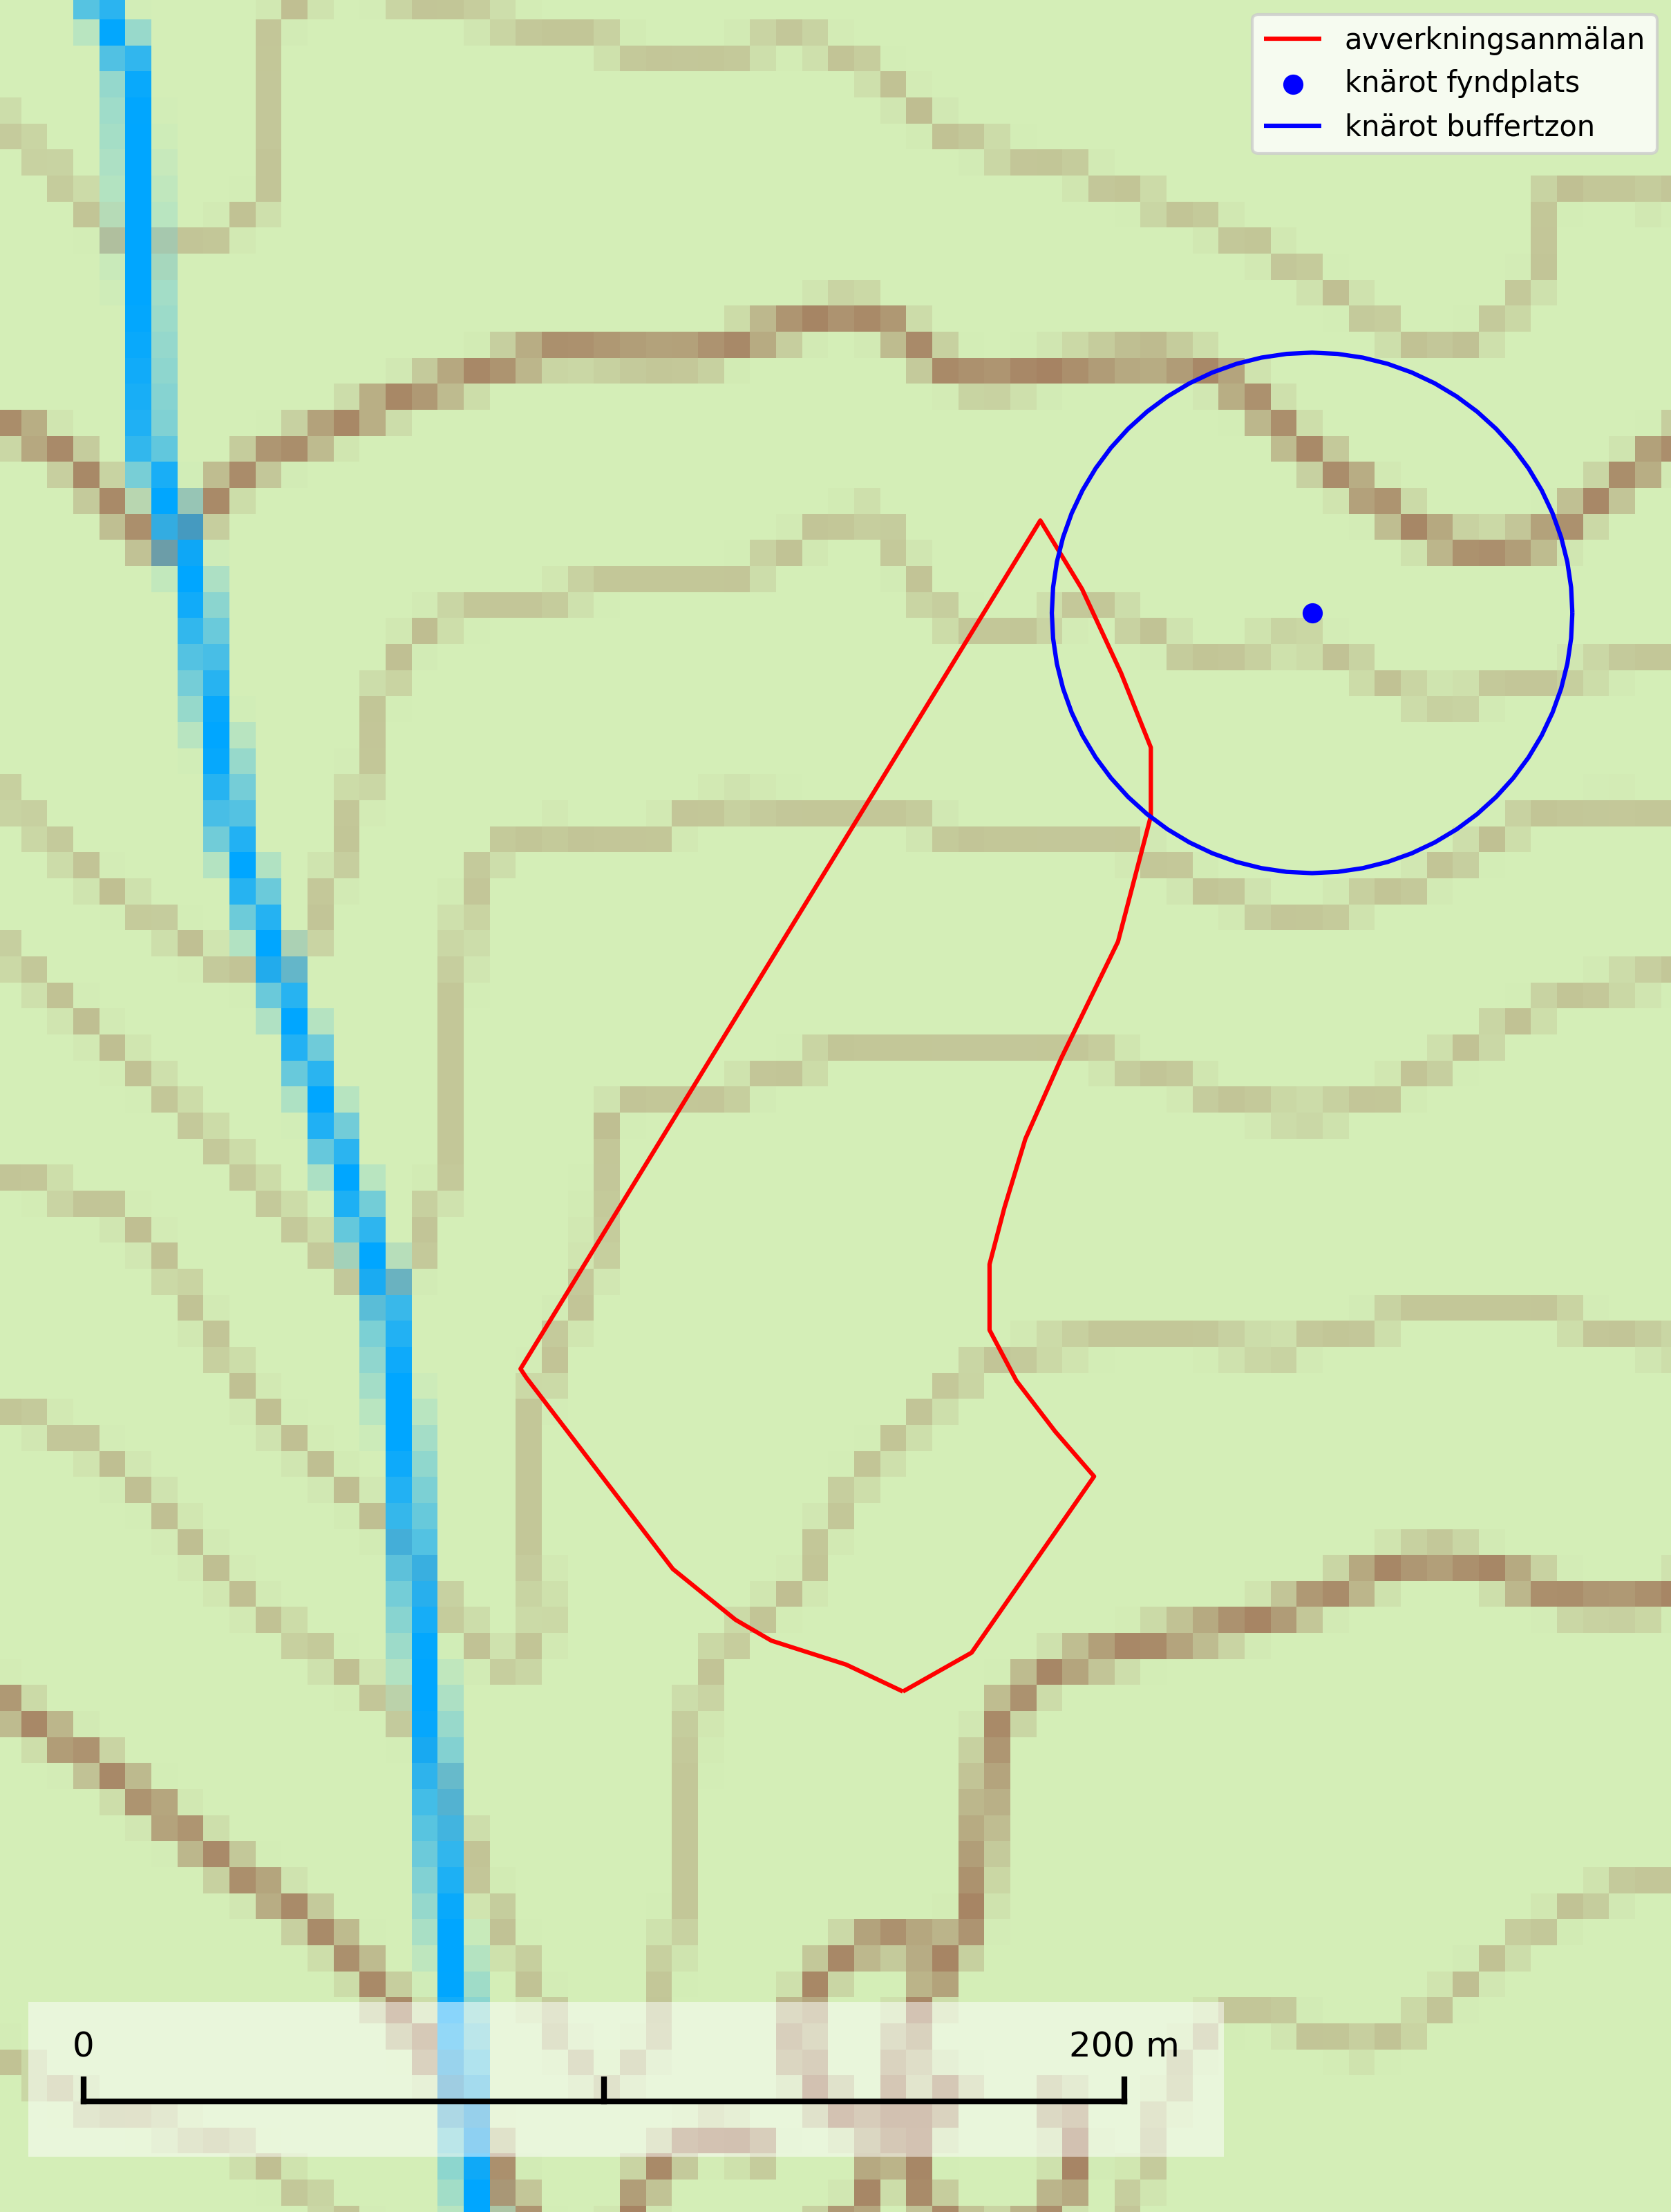 avverkningsanmälan
knärot fyndplats
knärot buffertzon
0
200 m